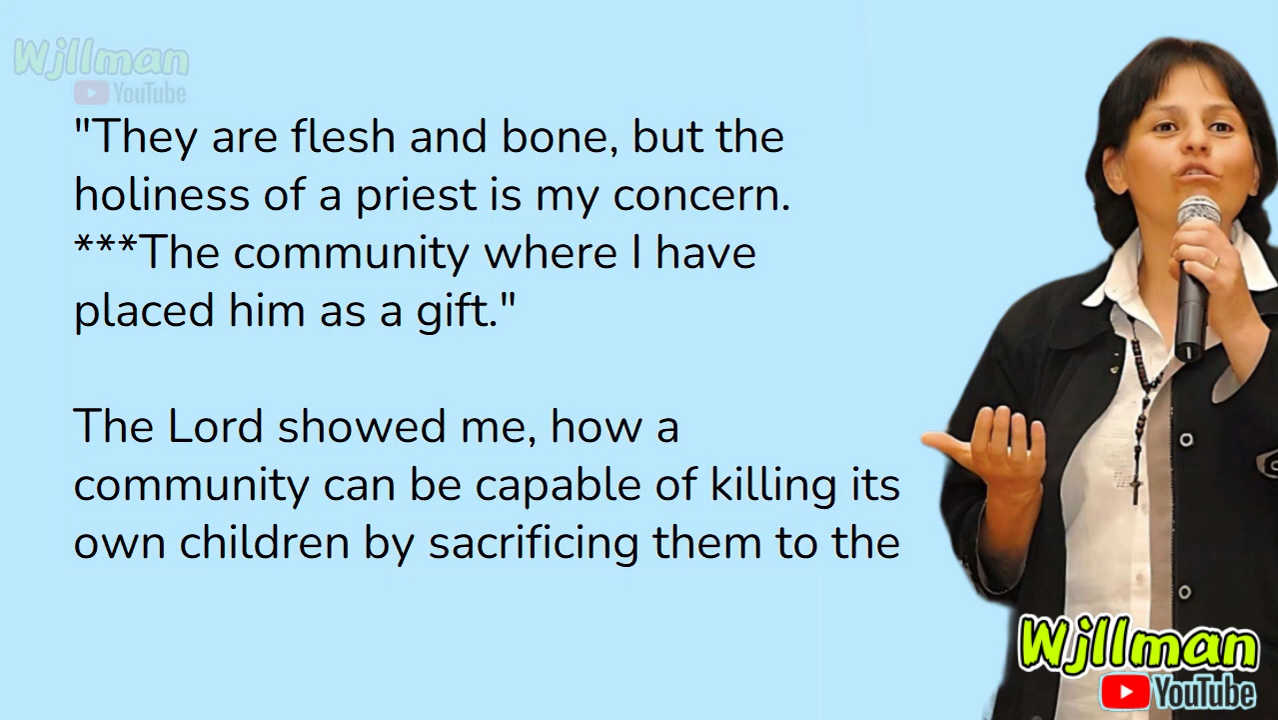 Wjllman
YouTube
"They are flesh and bone, but the
holiness of a priest is my concern.
***The community where I have
placed him as a gift."
The Lord showed me, how a
community can be capable of killing its
own children by sacrificing them to the
Wjllman
YouTube